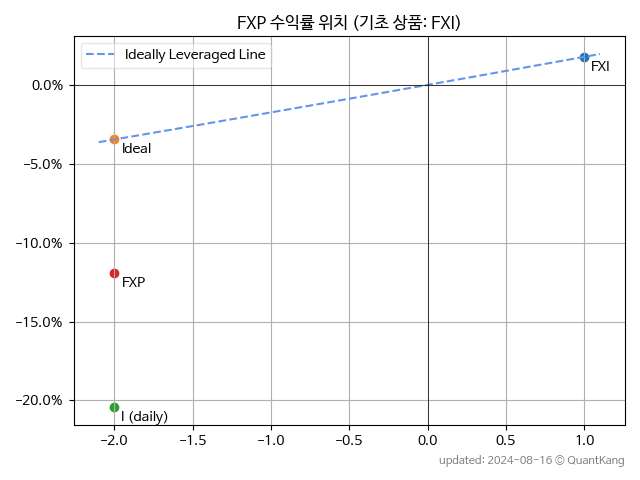 FXP 수익률 위치 (기초 상품: FXI)
Ideally Leveraged Line
0.0%
−5.0%
−10.0%
−15.0%
−20.0%
FXI
Ideal
FXP
I (daily)
−2.0
−1.5
−1.0
−0.5
0.0
0.5
1.0
updated: 2024-08-16 © QuantKang